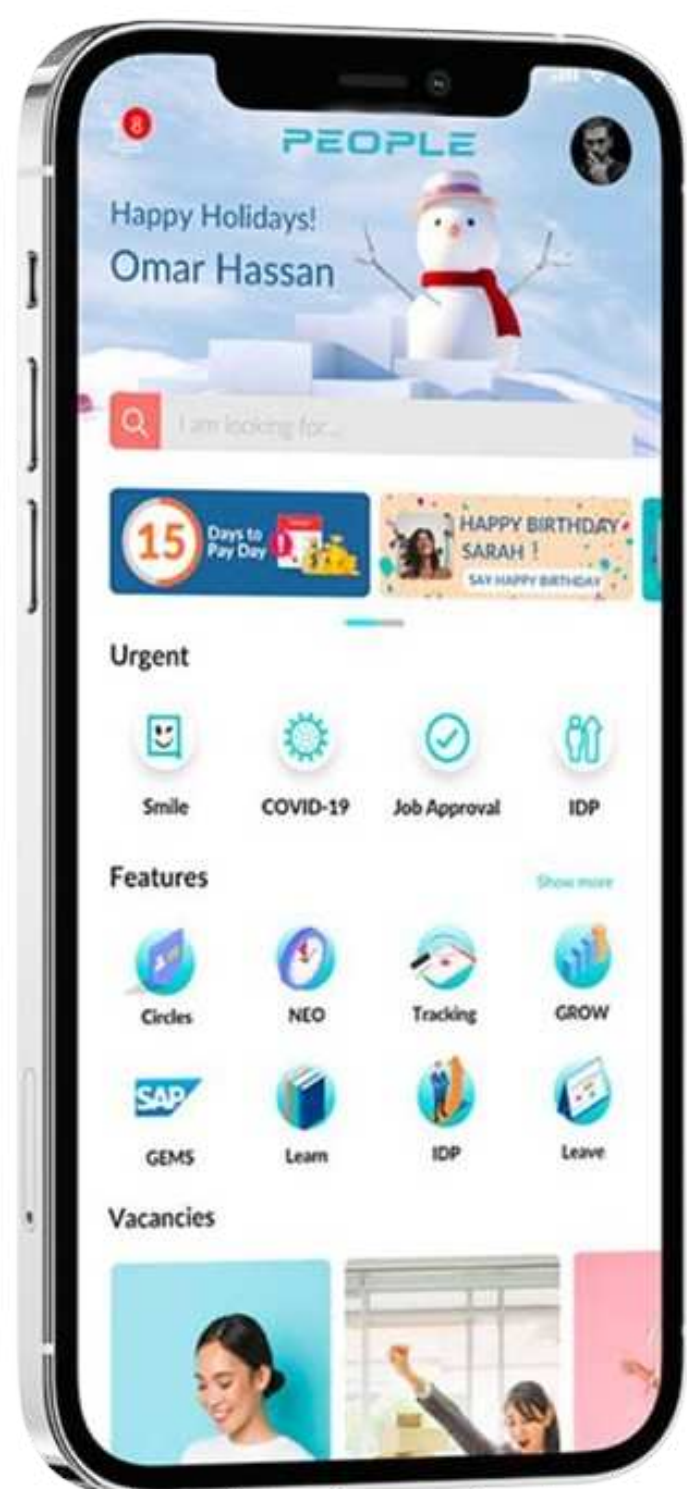 8
PEOPLE
Happy Holidays!
Omar Hassan
I am looking for...
15
Days to
Pay Day
HAPPY BIRTHDAY
SARAH !
SAY HAPPY BIRTHDAY
Urgent
Smile
COVID-19
Job Approval
IDP
Features
Show more
Circles
NEO
Tracking
GROW
SAP
GEMS
Learn
IDP
Leave
Vacancies